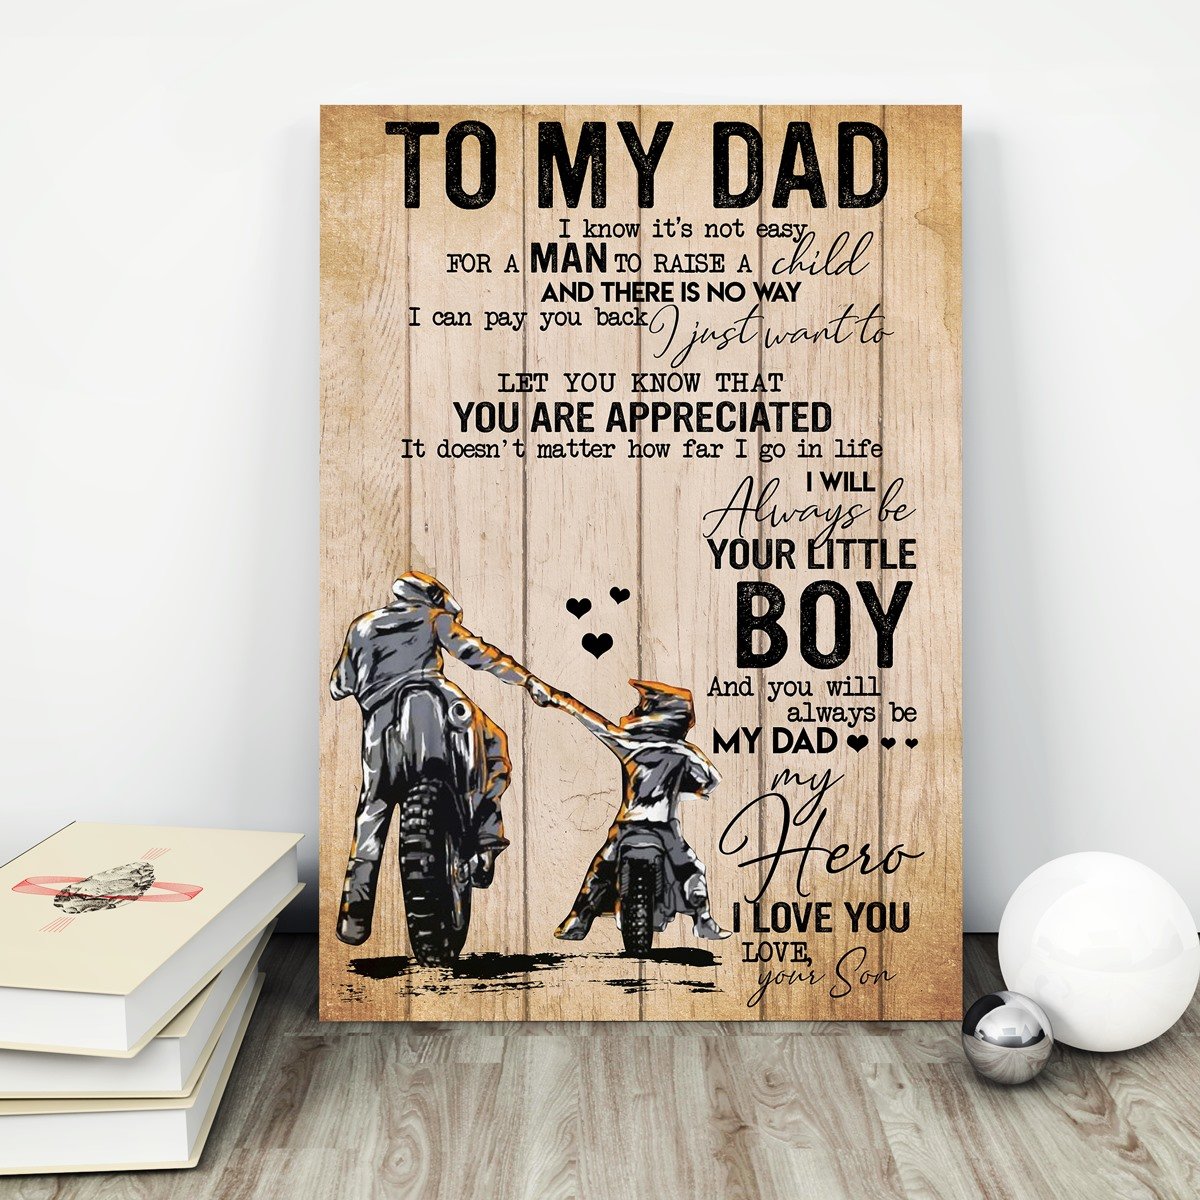 TO MY DAD
I know it's not easy
FOR A MAN TO RAISE A child
AND THERE IS NO WAY
I can pay you back I just want to
LET YOU KNOW THAT
YOU ARE APPRECIATED
It doesn't matter how far I go in life
I WILL
Always be
YOUR LITTLE
BOY
And you will
always be
MY DAD
my
Hero
I LOVE YOU
LOVE,
your Son